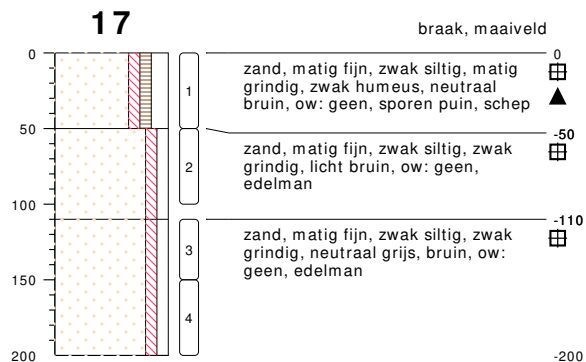 17
braak, maaiveld
0
0
zand, matig fijn, zwak siltig, matig
grindig, zwak humeus, neutraal
bruin, ow: geen, sporen puin, schep
1
50
-50
zand, matig fijn, zwak siltig, zwak
grindig, licht bruin, ow: geen,
edelman
2
100
-110
zand, matig fijn, zwak siltig, zwak
grindig, neutraal grijs, bruin, ow:
geen, edelman
3
150
4
200
-200